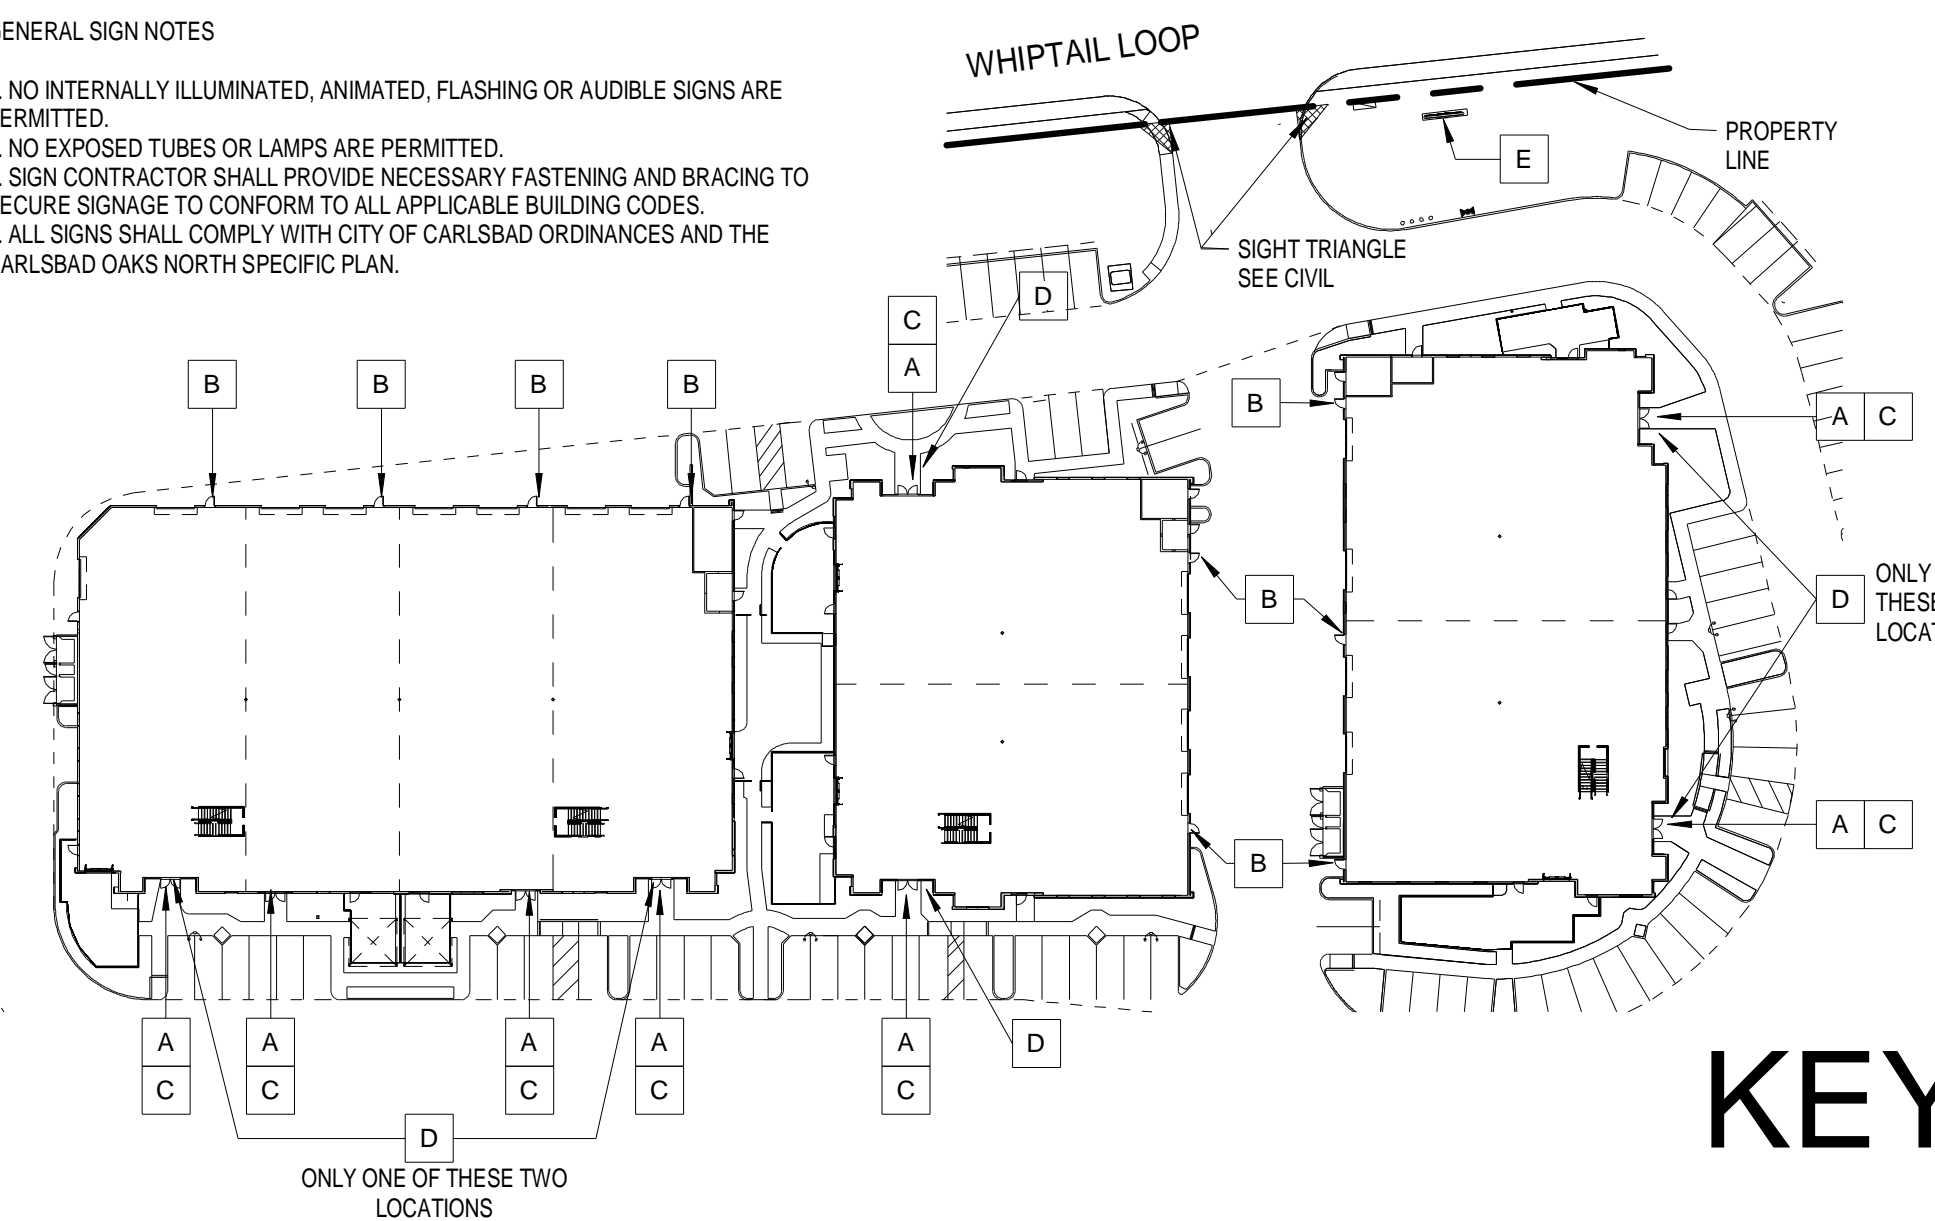 GENERAL SIGN NOTES
. NO INTERNALLY ILLUMINATED, ANIMATED, FLASHING OR AUDIBLE SIGNS ARE
ERMITTED.
. NO EXPOSED TUBES OR LAMPS ARE PERMITTED.
. SIGN CONTRACTOR SHALL PROVIDE NECESSARY FASTENING AND BRACING TO
ECURE SIGNAGE TO CONFORM TO ALL APPLICABLE BUILDING CODES.
. ALL SIGNS SHALL COMPLY WITH CITY OF CARLSBAD ORDINANCES AND THE
ARLSBAD OAKS NORTH SPECIFIC PLAN.
WHIPTAIL LOOP
PROPERTY
LINE
E
SIGHT TRIANGLE
SEE CIVIL
D
C
A
B
B
B
B
B
A C
B
D
ONLY
THESE
LOCAT
A C
B
A
C
A
C
A
C
A
C
A
C
D
D
ONLY ONE OF THESE TWO
LOCATIONS
KEY